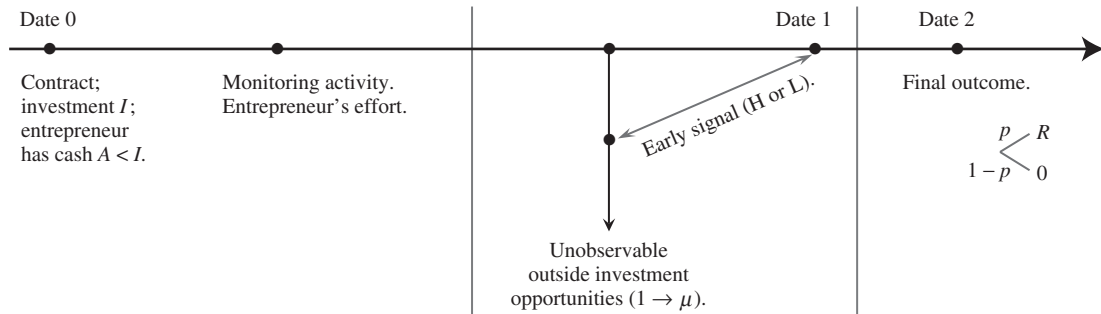 Date 0
Date 1
Date 2
Contract;
investment I;
entrepreneur
has cash A < I.
Monitoring activity.
Entrepreneur's effort.
Early signal (H or L).
Unobservable
outside investment
opportunities (1 → μ).
Final outcome.
p R
1 − p 0